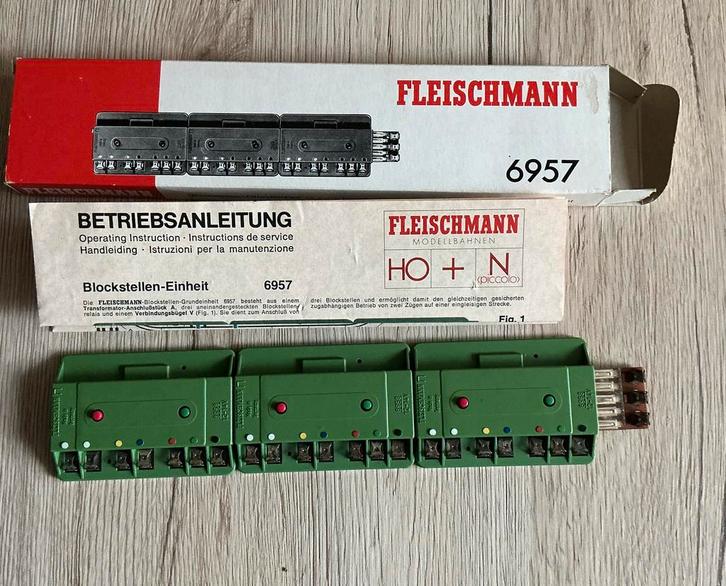 FLEISCHMANN
6957
FLEISCHMANN
BETRIEBSANLEITUNG
Operating Instruction · Instructions de service
Handleiding · Istruzioni per la manutenzione
Blockstellen-Einheit 6957
FLEISCHMANN
MODELLBAHNEN
HO + N
(piccolo)
Die FLEISCHMANN-Blockstellen-Grundeinheit 6957 besteht aus einem
Transformator-Anschlußstück A, drei aneinandergesteckten Blockstellen
relais und einem Verbindungsbügel V (Fig. 1). Sie dient zum Anschluß von
drei Blockstellen und ermöglicht damit den gleichzeitigen gesicherten
zugabhängigen Betrieb von zwei Zügen auf einer eingleisigen Strecke.
Fig. 1